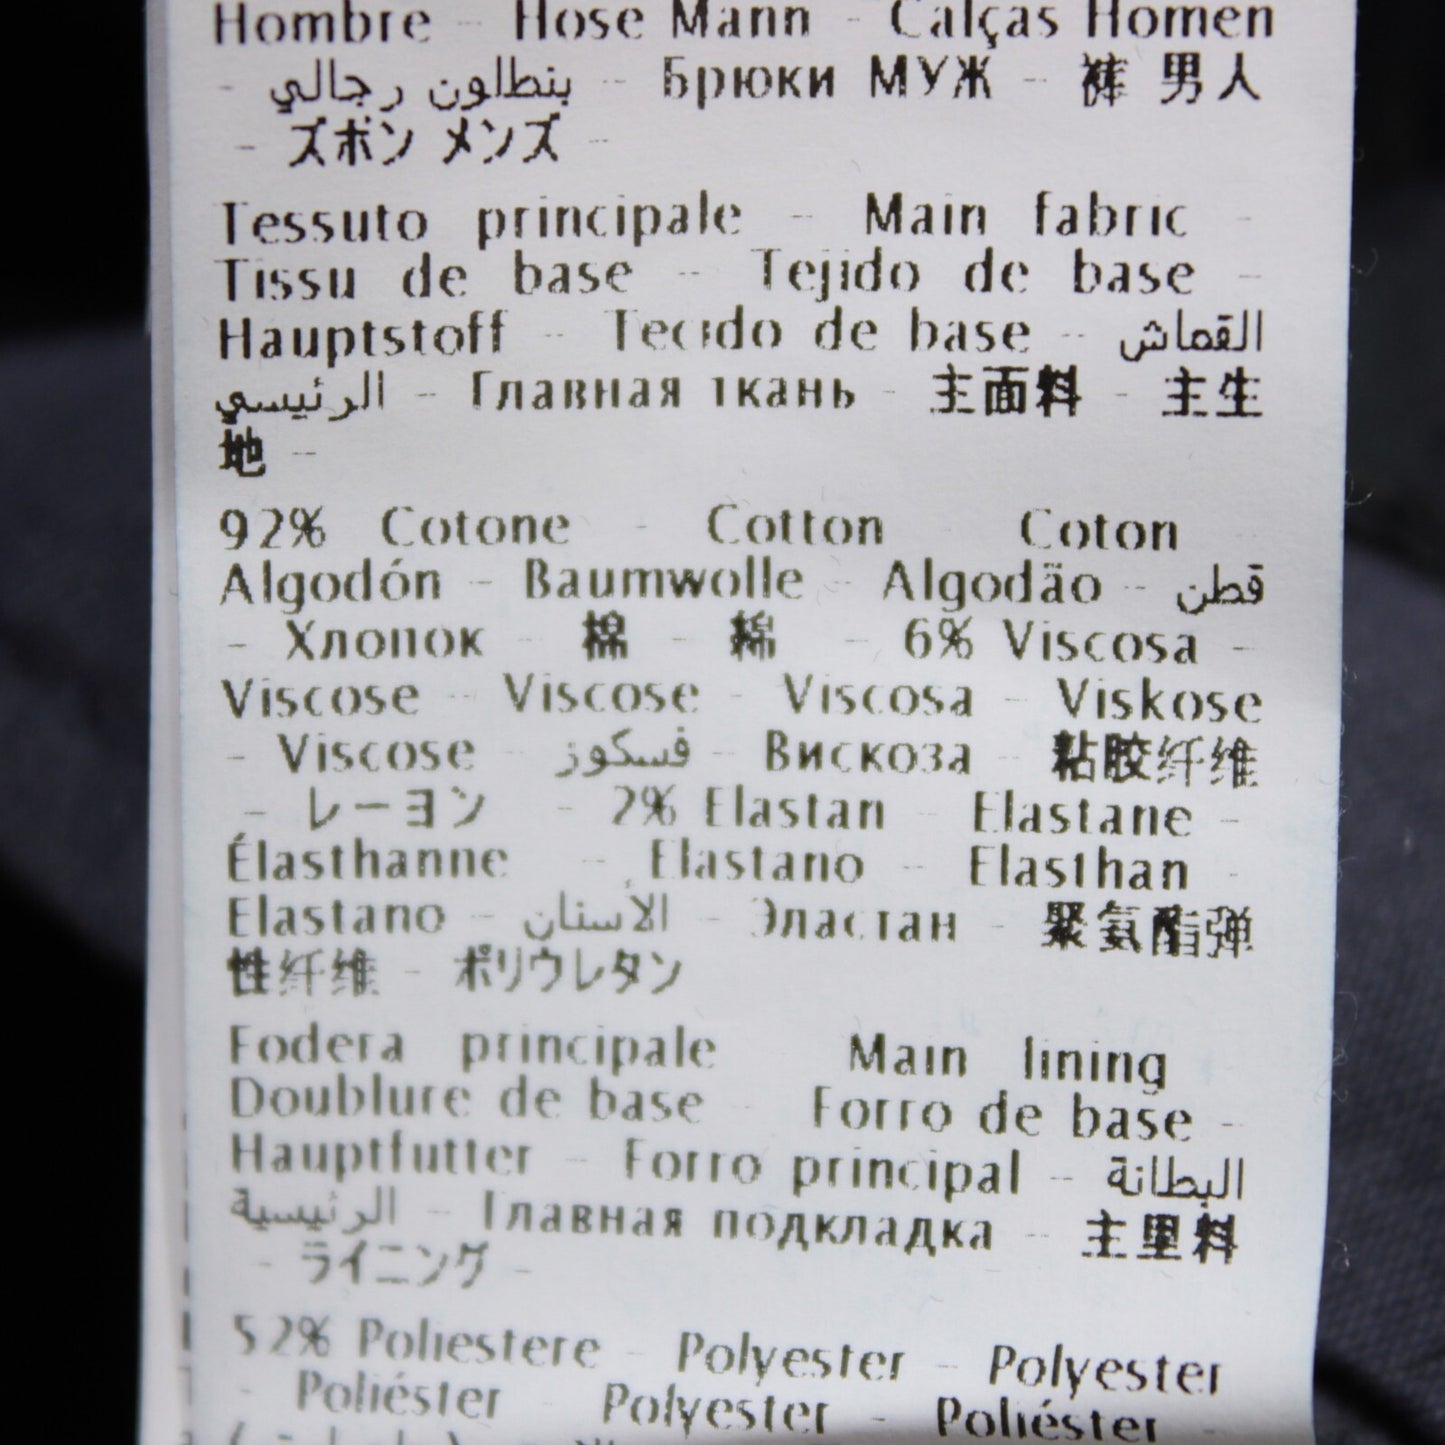 Hombre - Hose Mann - Calças Homen
- بنطلون رجالي - Брюки МУЖ - 裤 男人
- ズボン メンズ -
Tessuto principale - Main fabric -
Tissu de base - Tejido de base -
Hauptstoff - Tecido de base - القماش
الرئيسي - Главная ткань - 主面料 - 主生
地 -
92% Cotone - Cotton - Coton -
Algodón - Baumwolle - Algodão - قطن
- Хлопок - 棉 - 綿 - 6% Viscosa -
Viscose - Viscose - Viscosa - Viskose
- Viscose - فسكوز - Вискоза - 粘胶纤维
- レーヨン - 2% Elastan - Elastane -
Élasthanne - Elastano - Elasthan -
Elastano - الأسنان - Эластан - 聚氨酯弹
性纤维 - ポリウレタン
Fodera principale Main lining
Doublure de base - Forro de base -
Hauptfutter - Forro principal - البطانة
الرئيسية - Главная подкладка - 主里料
- ライニング -
52% Poliestere - Polyester - Polyester
- Poliéster - Polyester - Poliéster -